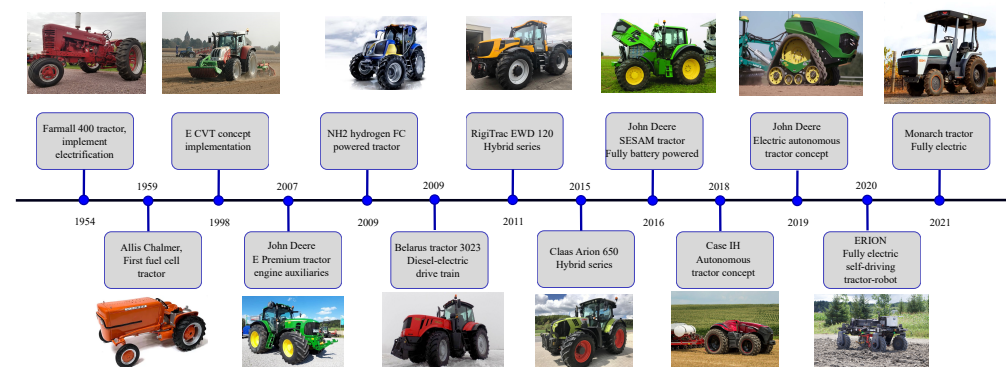 Farmall 400 tractor,
implement
electrification
E CVT concept
implementation
NH2 hydrogen FC
powered tractor
RigiTrac EWD 120
Hybrid series
John Deere
SESAM tractor
Fully battery powered
John Deere
Electric autonomous
tractor concept
Monarch tractor
Fully electric
1959
2007
2009
2015
2018
2020
1954
1998
2009
2011
2016
2019
2021
Allis Chalmer,
First fuel cell
tractor
John Deere
E Premium tractor
engine auxiliaries
Belarus tractor 3023
Diesel-electric
drive train
Claas Arion 650
Hybrid series
Case IH
Autonomous
tractor concept
ERION
Fully electric
self-driving
tractor-robot